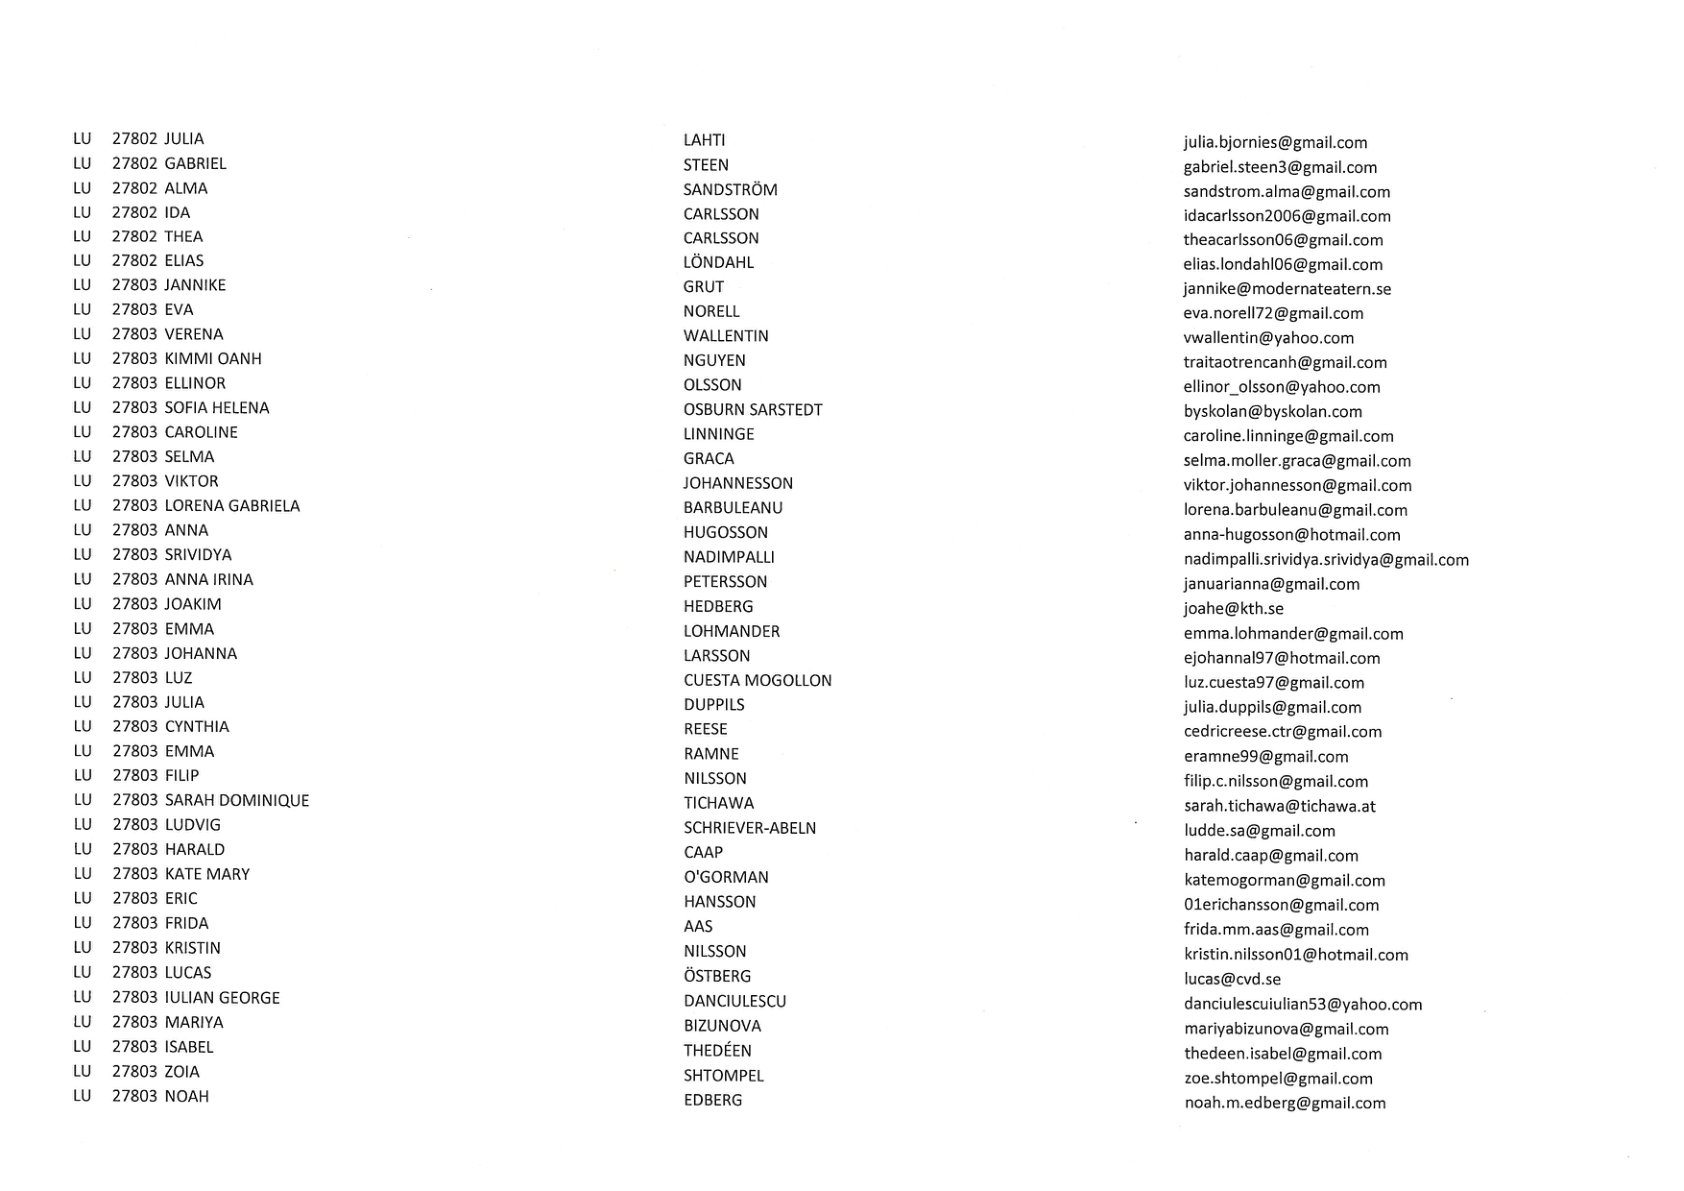 LU 27802 JULIA LAHTI julia.bjornies@gmail.com
LU 27802 GABRIEL STEEN gabriel.steen3@gmail.com
LU 27802 ALMA SANDSTRÖM sandstrom.alma@gmail.com
LU 27802 IDA CARLSSON idacarlsson2006@gmail.com
LU 27802 THEA CARLSSON theacarlsson06@gmail.com
LU 27802 ELIAS LÖNDAHL elias.londahl06@gmail.com
LU 27803 JANNIKE GRUT jannike@modernateatern.se
LU 27803 EVA NORELL eva.norell72@gmail.com
LU 27803 VERENA WALLENTIN vwallentin@yahoo.com
LU 27803 KIMMI OANH NGUYEN traitaotrencanh@gmail.com
LU 27803 ELLINOR OLSSON ellinor_olsson@yahoo.com
LU 27803 SOFIA HELENA OSBURN SARSTEDT byskolan@byskolan.com
LU 27803 CAROLINE LINNINGE caroline.linninge@gmail.com
LU 27803 SELMA GRACA selma.moller.graca@gmail.com
LU 27803 VIKTOR JOHANNESSON viktor.johannesson@gmail.com
LU 27803 LORENA GABRIELA BARBULEANU lorena.barbuleanu@gmail.com
LU 27803 ANNA HUGOSSON anna-hugosson@hotmail.com
LU 27803 SRIVIDYA NADIMPALLI nadimpalli.srividya.srividya@gmail.com
LU 27803 ANNA IRINA PETERSSON januarianna@gmail.com
LU 27803 JOAKIM HEDBERG joahe@kth.se
LU 27803 EMMA LOHMANDER emma.lohmander@gmail.com
LU 27803 JOHANNA LARSSON ejohannal97@hotmail.com
LU 27803 LUZ CUESTA MOGOLLON luz.cuesta97@gmail.com
LU 27803 JULIA DUPPILS julia.duppils@gmail.com
LU 27803 CYNTHIA REESE cedricreese.ctr@gmail.com
LU 27803 EMMA RAMNE eramne99@gmail.com
LU 27803 FILIP NILSSON filip.c.nilsson@gmail.com
LU 27803 SARAH DOMINIQUE TICHAWA sarah.tichawa@tichawa.at
LU 27803 LUDVIG SCHRIEVER-ABELN ludde.sa@gmail.com
LU 27803 HARALD CAAP harald.caap@gmail.com
LU 27803 KATE MARY O'GORMAN katemogorman@gmail.com
LU 27803 ERIC HANSSON 01erichansson@gmail.com
LU 27803 FRIDA AAS frida.mm.aas@gmail.com
LU 27803 KRISTIN NILSSON kristin.nilsson01@hotmail.com
LU 27803 LUCAS ÖSTBERG lucas@cvd.se
LU 27803 IULIAN GEORGE DANCIULESCU danciulescuiulian53@yahoo.com
LU 27803 MARIYA BIZUNOVA mariyabizunova@gmail.com
LU 27803 ISABEL THEDÉEN thedeen.isabel@gmail.com
LU 27803 ZOIA SHTOMPEL zoe.shtompel@gmail.com
LU 27803 NOAH EDBERG noah.m.edberg@gmail.com